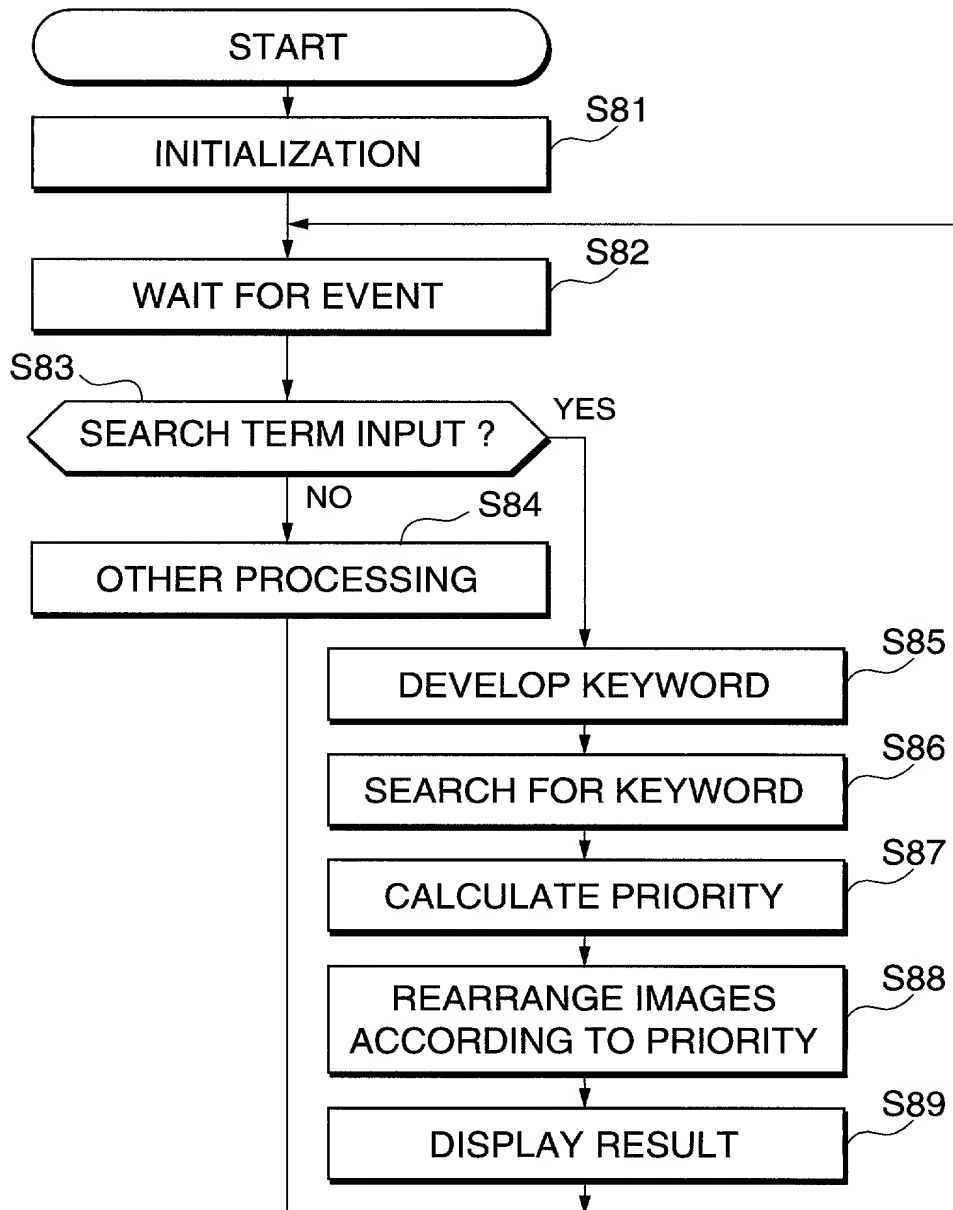 START
S81
INITIALIZATION
S82
WAIT FOR EVENT
S83
SEARCH TERM INPUT ?
YES
NO
S84
OTHER PROCESSING
S85
DEVELOP KEYWORD
S86
SEARCH FOR KEYWORD
S87
CALCULATE PRIORITY
S88
REARRANGE IMAGES
ACCORDING TO PRIORITY
S89
DISPLAY RESULT